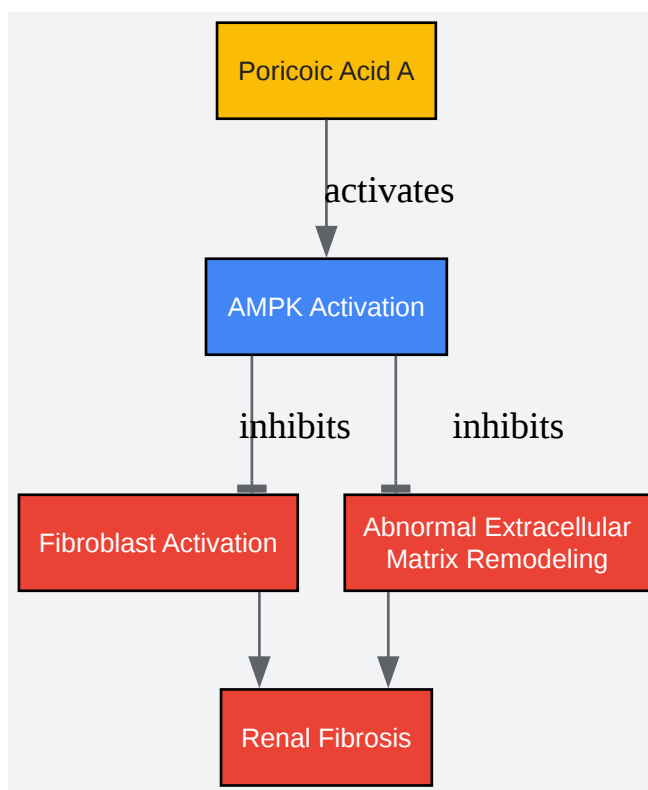 Poricoic Acid A
activates
AMPK Activation
inhibits
inhibits
Fibroblast Activation
Abnormal Extracellular
Matrix Remodeling
Renal Fibrosis